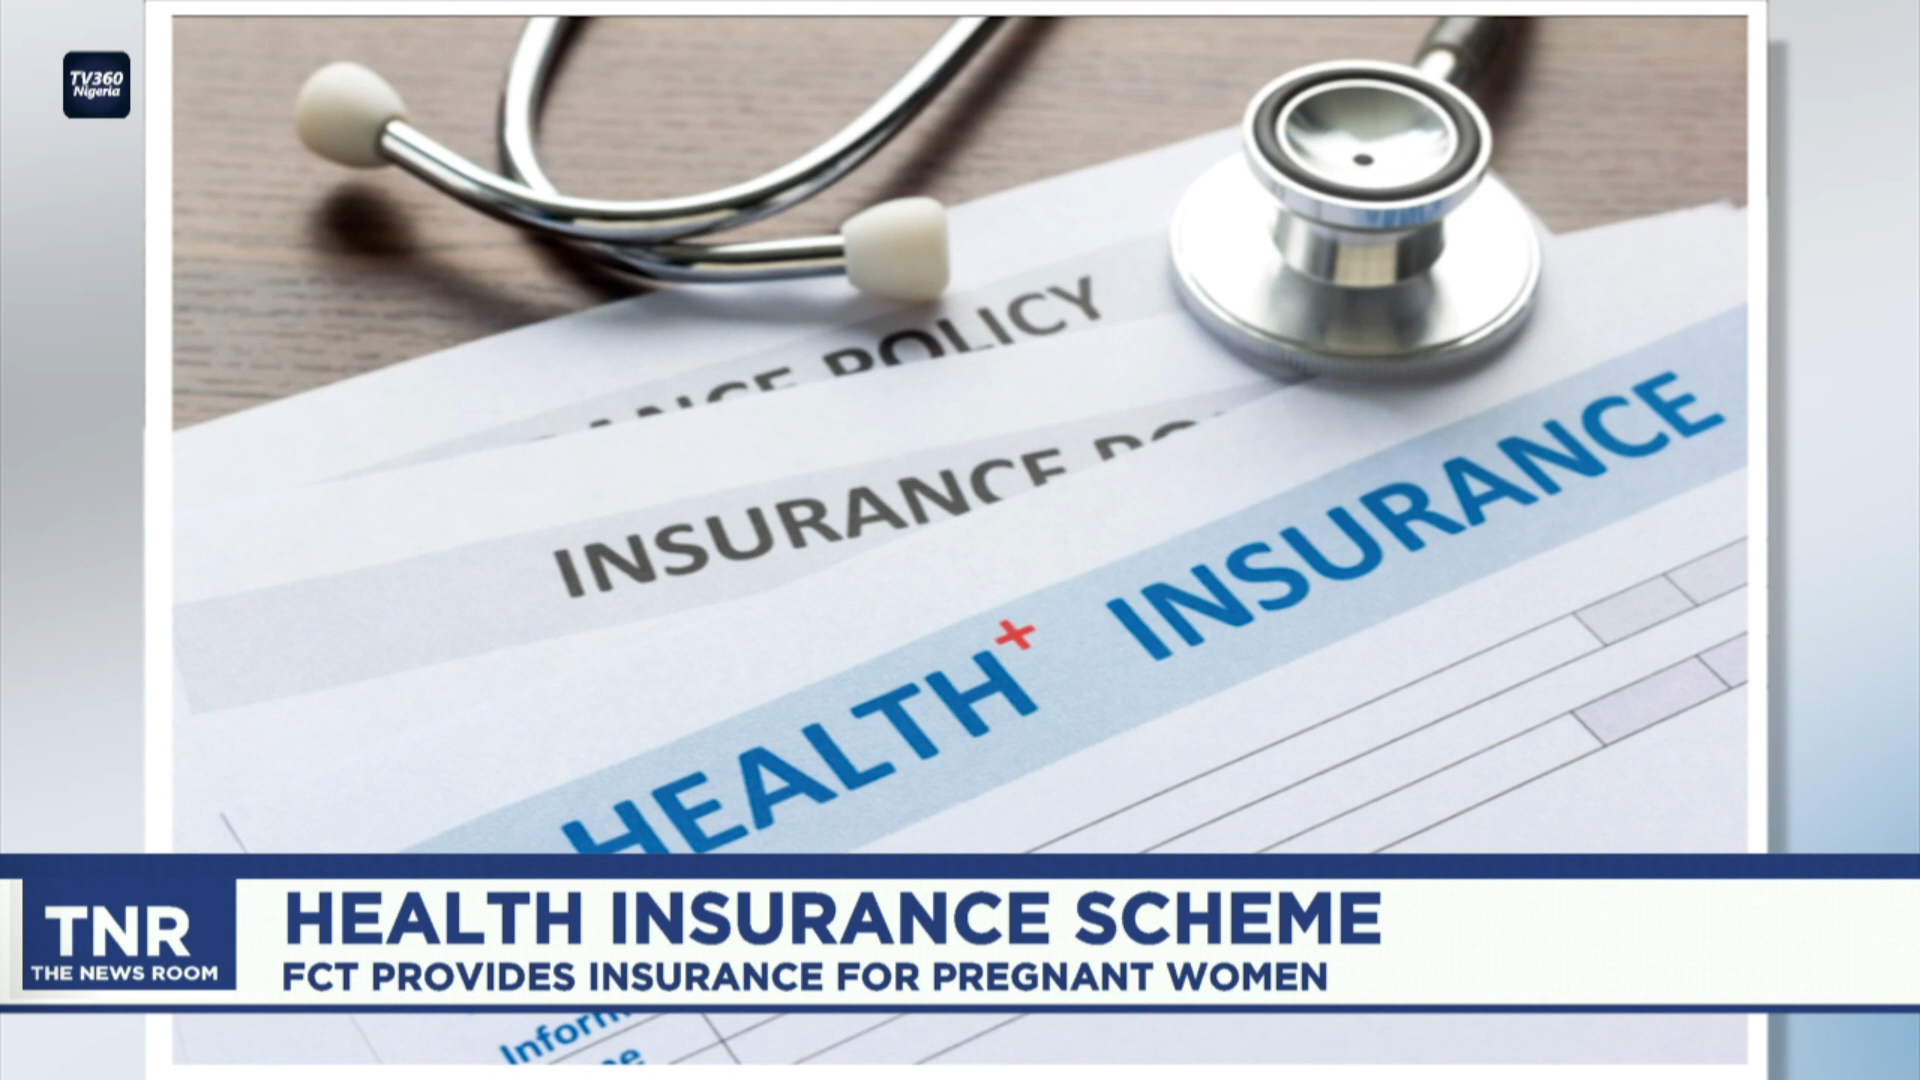 TV360
Nigeria
POLICY
INSURANCE
HEALTH+ INSURANCE
TNR
THE NEWS ROOM
HEALTH INSURANCE SCHEME
FCT PROVIDES INSURANCE FOR PREGNANT WOMEN